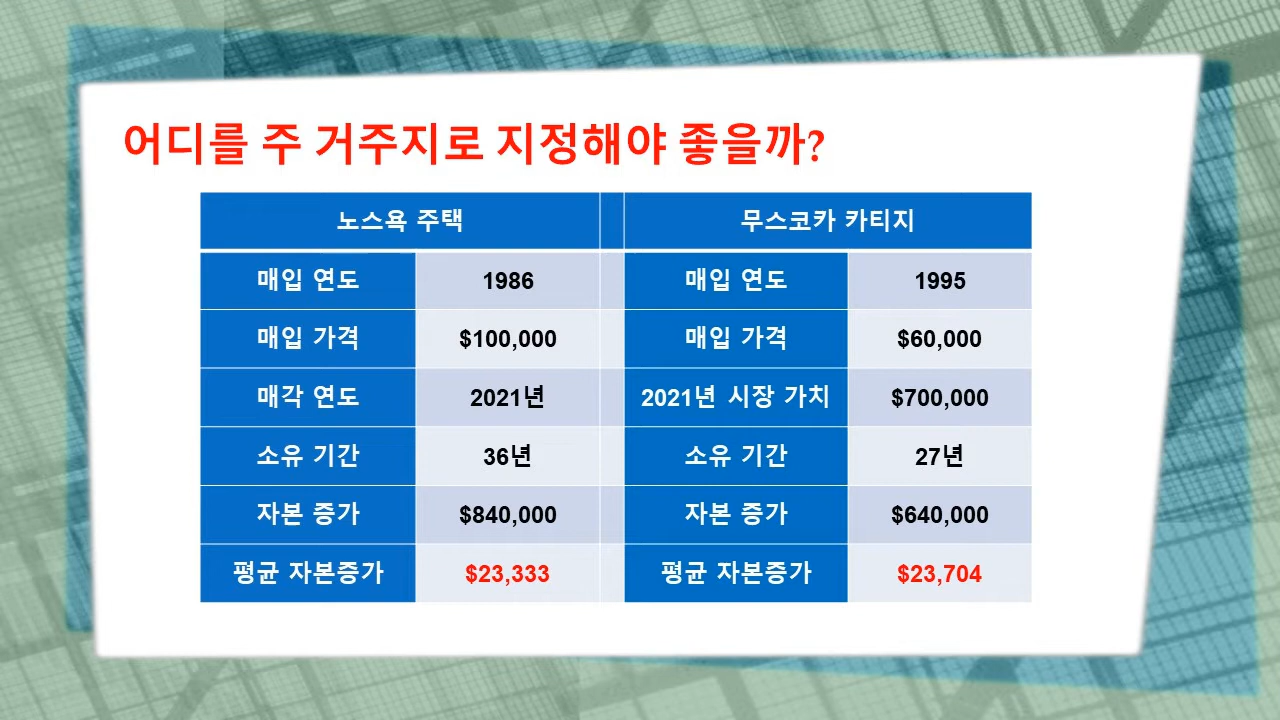 어디를 주 거주지로 지정해야 좋을까?
노스욕 주택 무스코카 카티지
매입 연도 1986 매입 연도 1995
매입 가격 $100,000 매입 가격 $60,000
매각 연도 2021년 2021년 시장 가치 $700,000
소유 기간 36년 소유 기간 27년
자본 증가 $840,000 자본 증가 $640,000
평균 자본증가 $23,333 평균 자본증가 $23,704